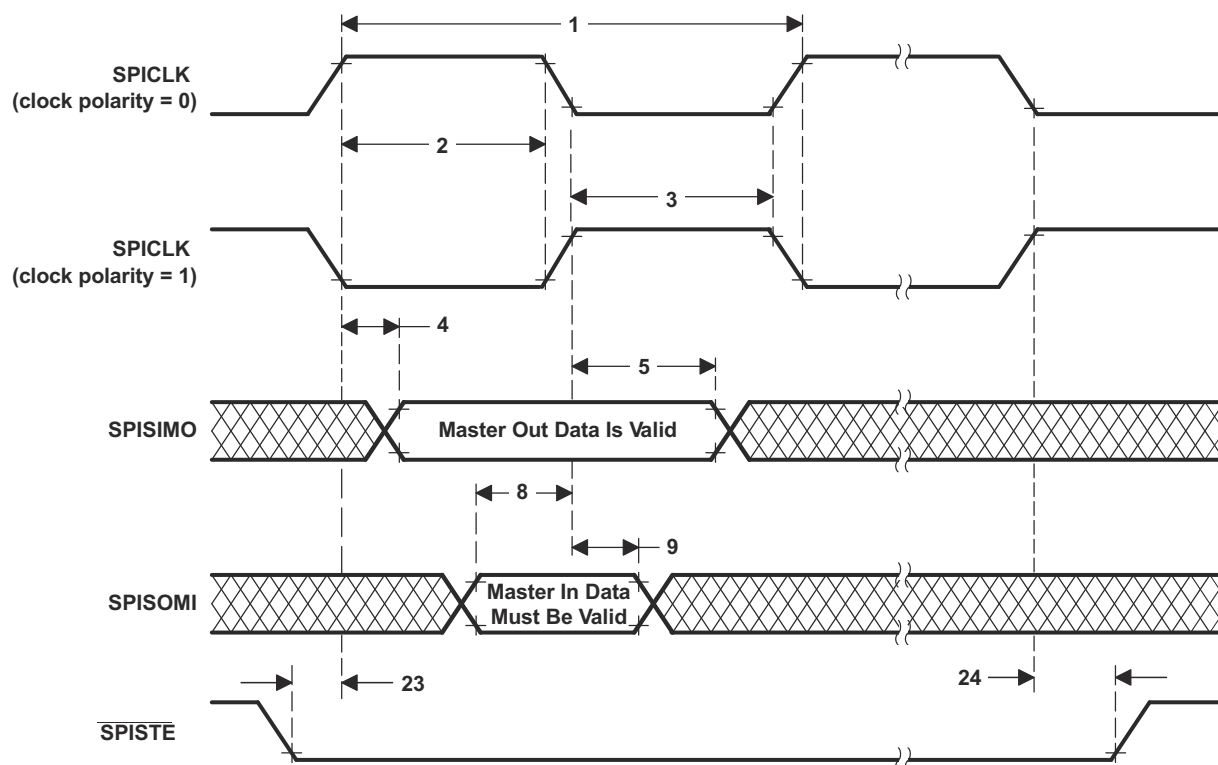 1
SPICLK
(clock polarity = 0)
2
3
SPICLK
(clock polarity = 1)
4
5
SPISIMO
Master Out Data Is Valid
8
9
SPISOMI
Master In Data
Must Be Valid
23
24
SPISTE